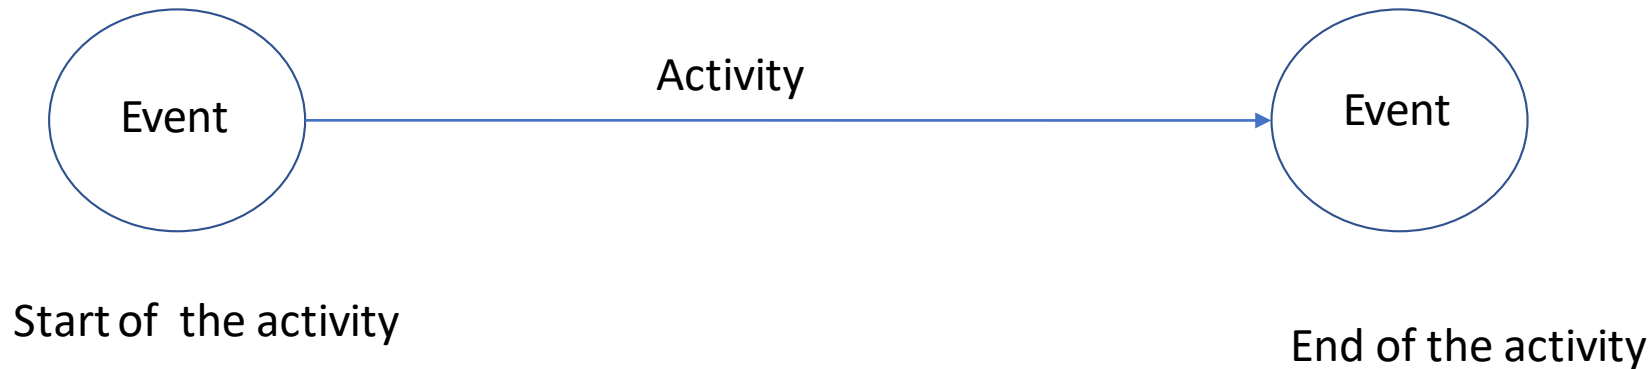 Activity
Event
Event
Start of the activity
End of the activity